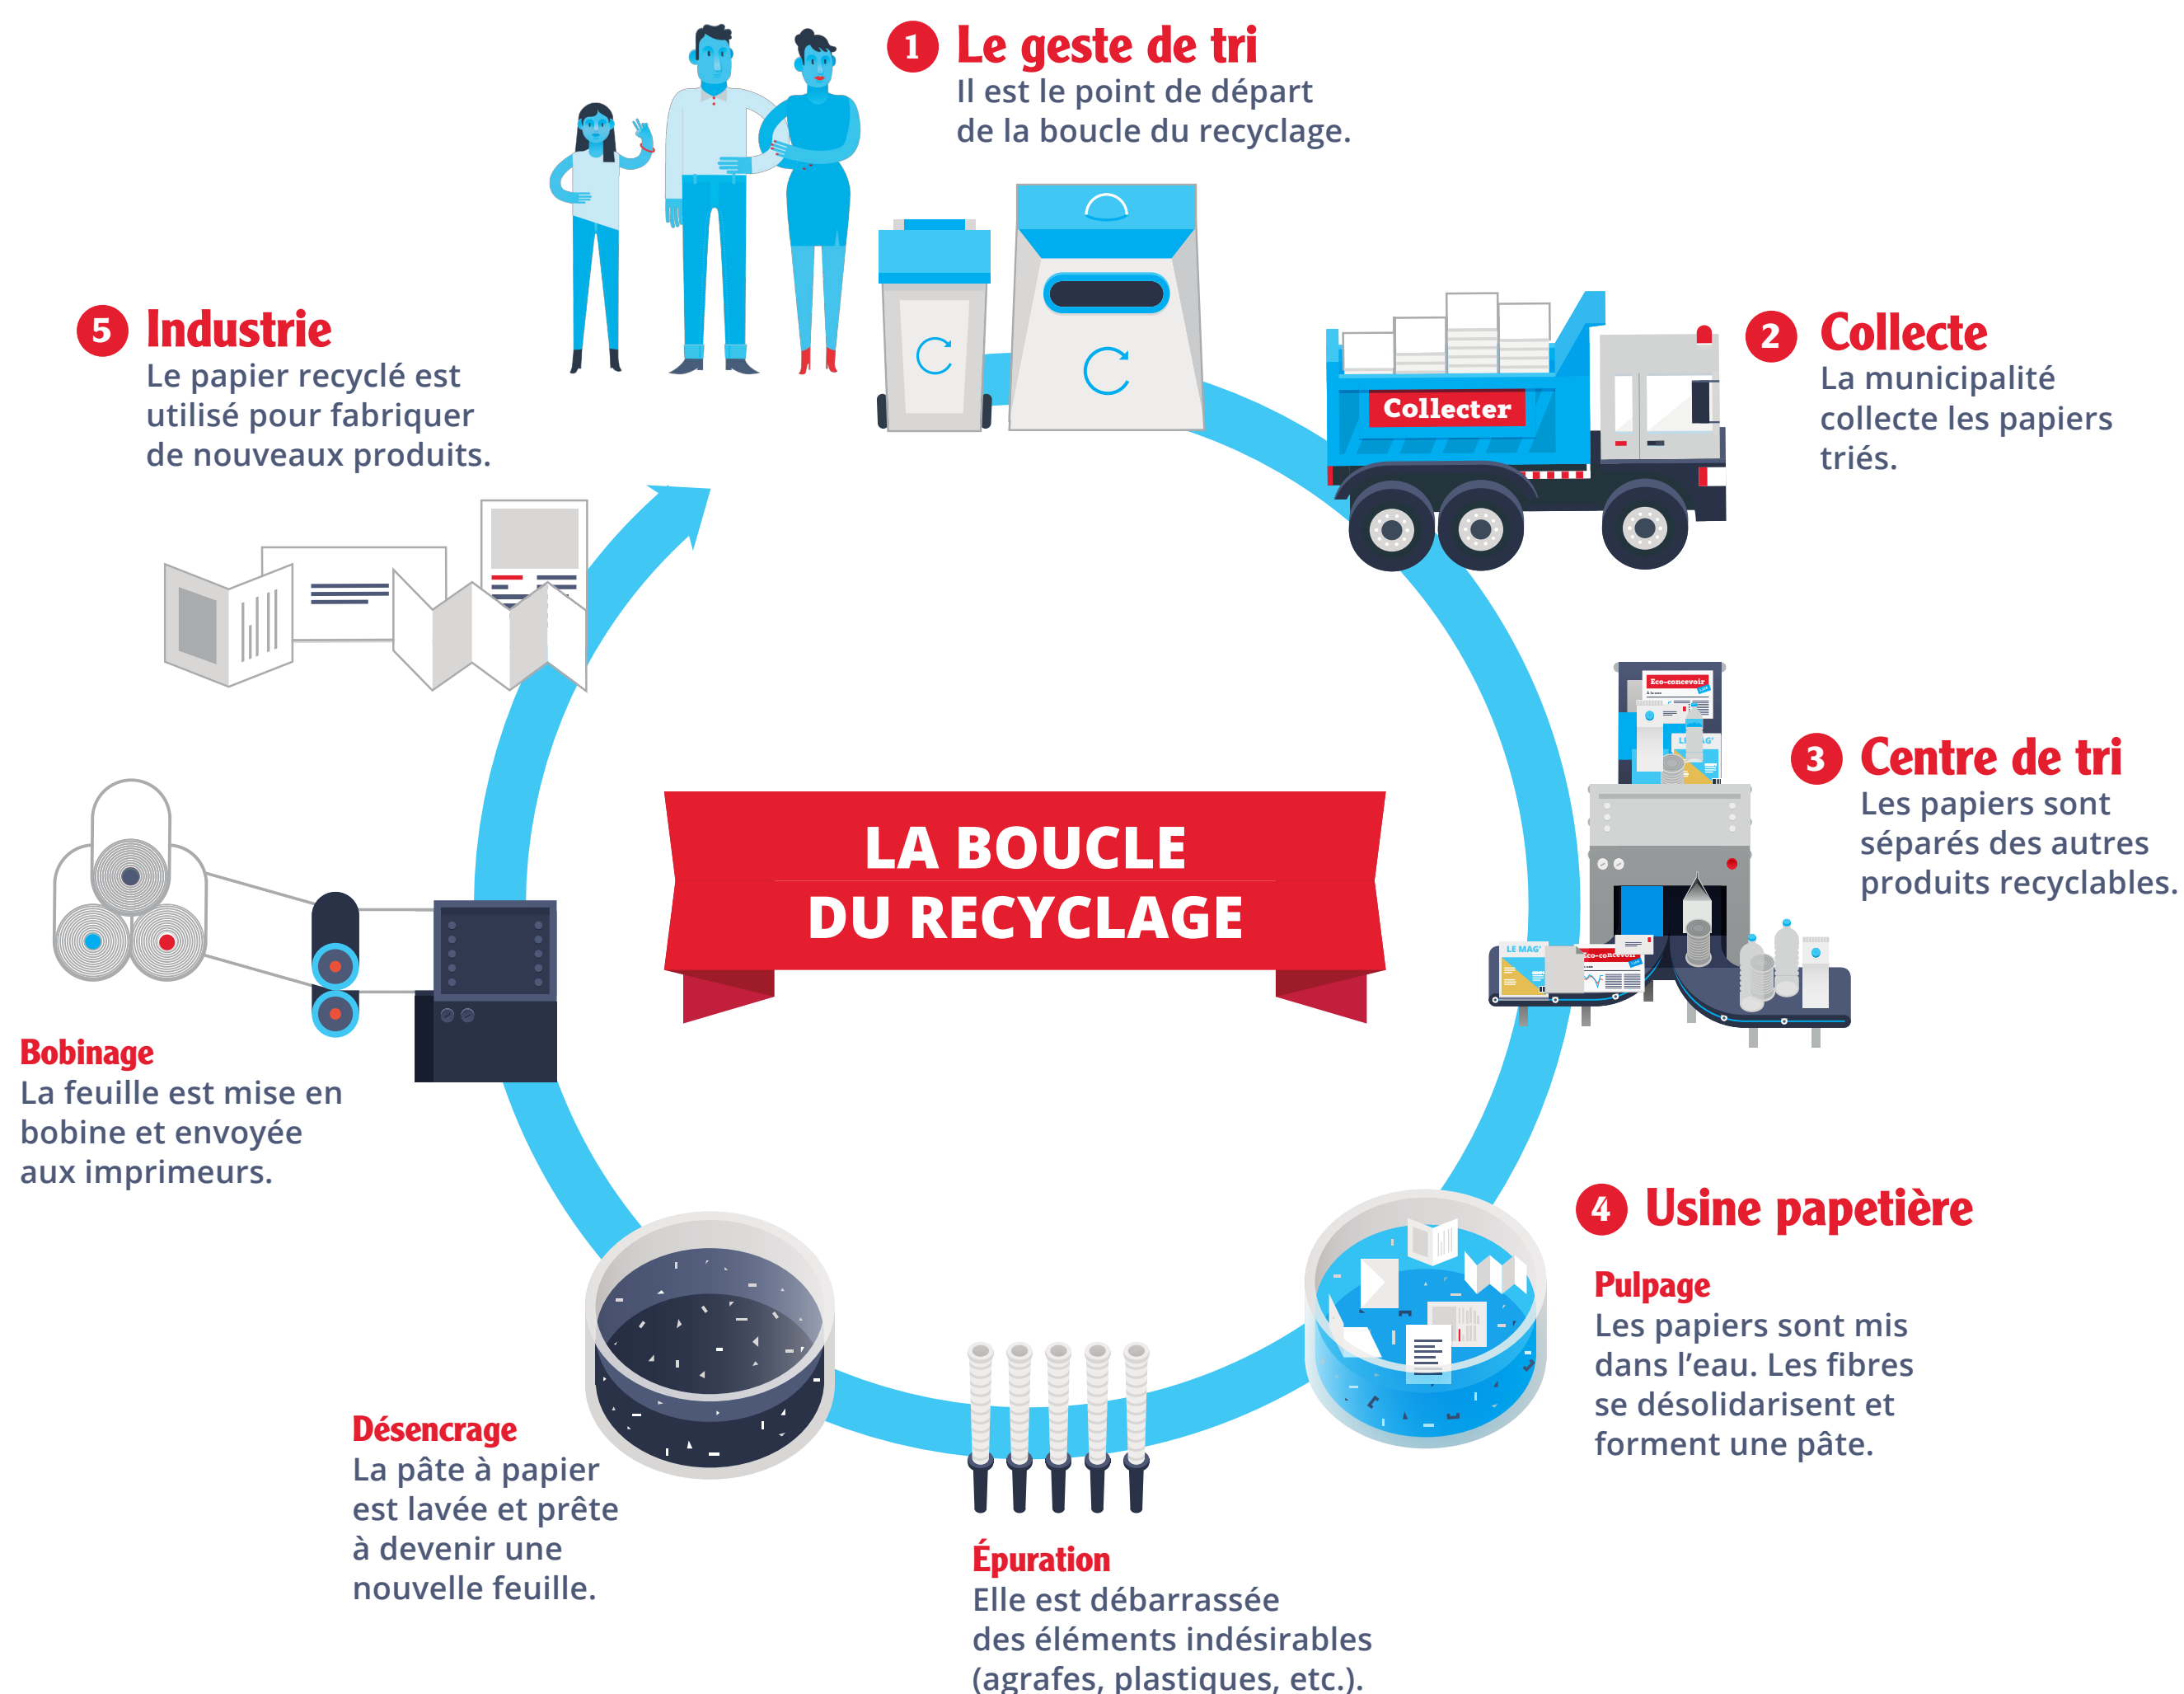 1 Le geste de tri
Il est le point de départ
de la boucle du recyclage.
Collecter
2 Collecte
La municipalité
collecte les papiers
triés.
Eco-concevoir
3 Centre de tri
Les papiers sont
séparés des autres
produits recyclables.
LE MAG'
Eco-concevoir
4 Usine papetière
Pulpage
Les papiers sont mis
dans l’eau. Les fibres
se désolidarisent et
forment une pâte.
Épuration
Elle est débarrassée
des éléments indésirables
(agrafes, plastiques, etc.).
Désencrage
La pâte à papier
est lavée et prête
à devenir une
nouvelle feuille.
Bobinage
La feuille est mise en
bobine et envoyée
aux imprimeurs.
5 Industrie
Le papier recyclé est
utilisé pour fabriquer
de nouveaux produits.
LA BOUCLE
DU RECYCLAGE